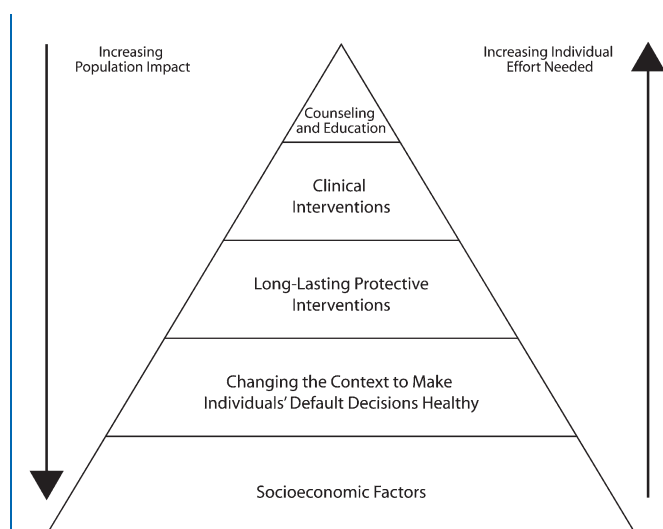 Increasing
Population Impact
Increasing Individual
Effort Needed
Counseling
and Education
Clinical
Interventions
Long-Lasting Protective
Interventions
Changing the Context to Make
Individuals’ Default Decisions Healthy
Socioeconomic Factors